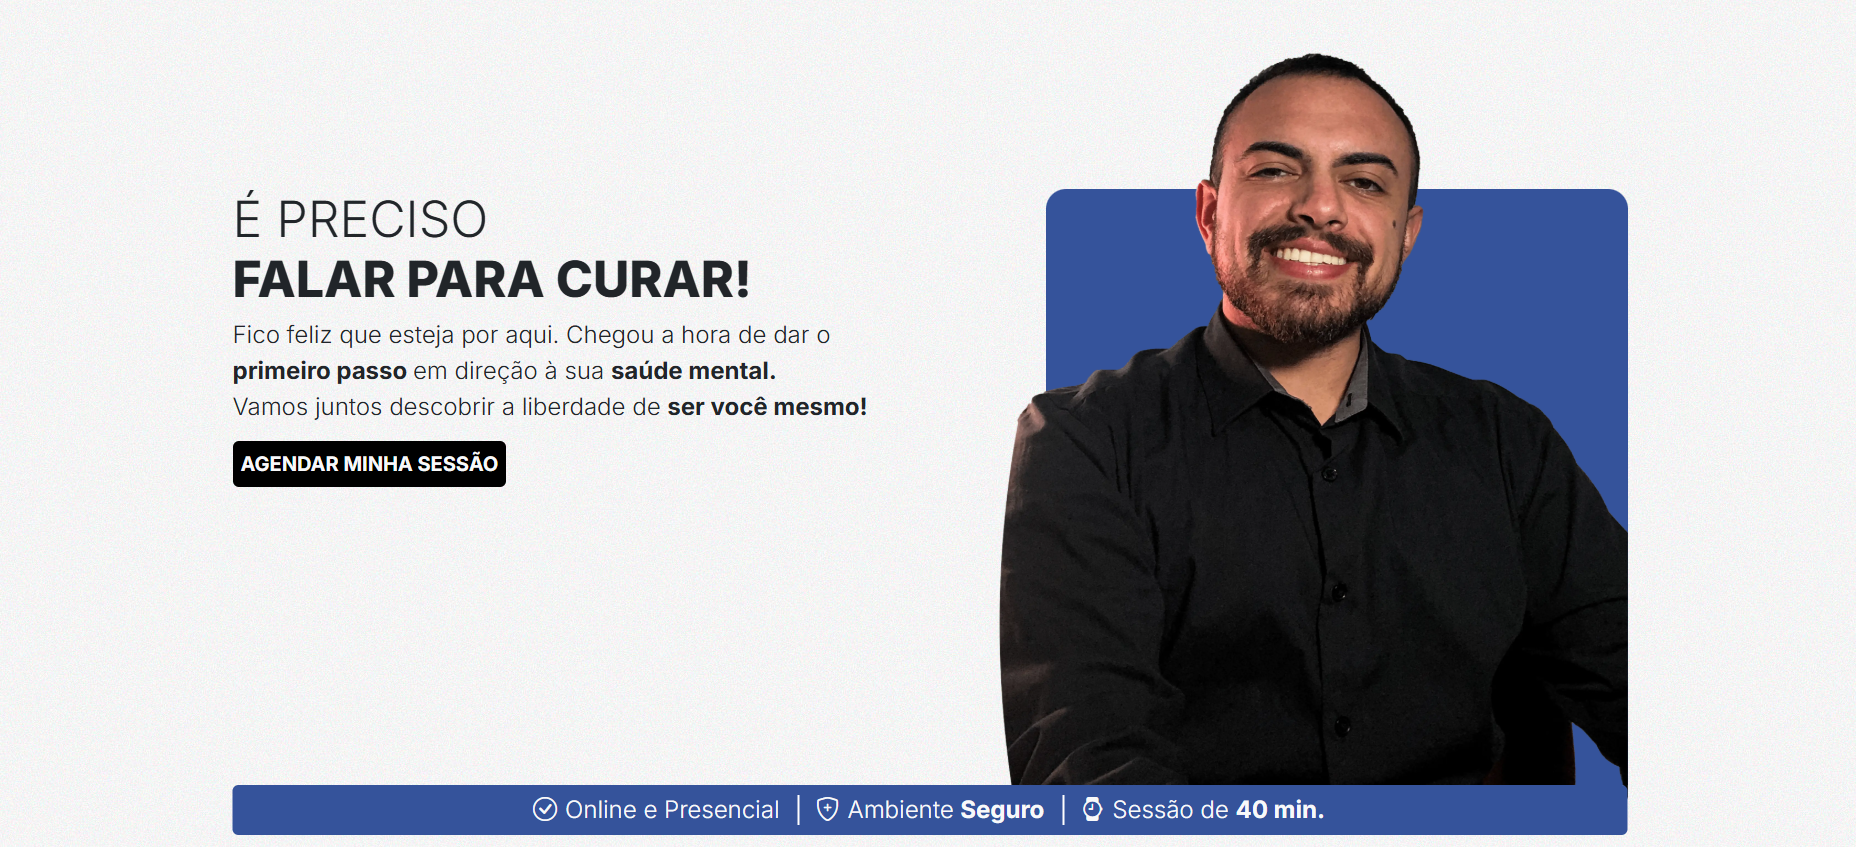 É PRECISO
FALAR PARA CURAR!
Fico feliz que esteja por aqui. Chegou a hora de dar o
primeiro passo em direção à sua saúde mental.
Vamos juntos descobrir a liberdade de ser você mesmo!
AGENDAR MINHA SESSÃO
Online e Presencial | Ambiente Seguro | Sessão de 40 min.